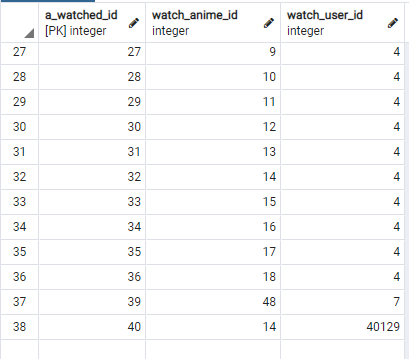 a_watched_id watch_anime_id watch_user_id
[PK] integer integer integer
27 27 9 4
28 28 10 4
29 29 11 4
30 30 12 4
31 31 13 4
32 32 14 4
33 33 15 4
34 34 16 4
35 35 17 4
36 36 18 4
37 39 48 7
38 40 14 40129